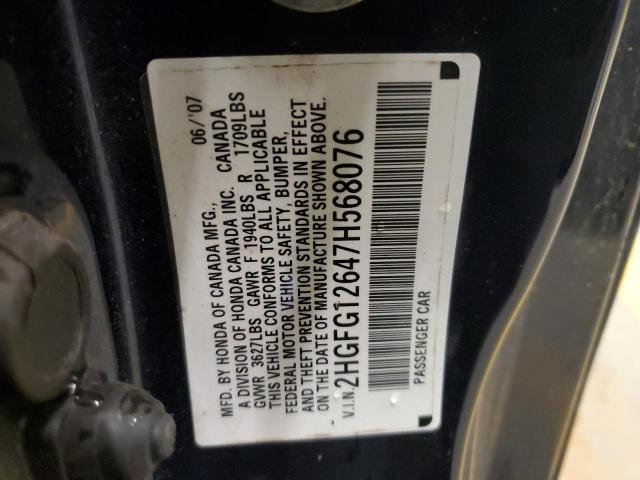 MFD. BY HONDA OF CANADA MFG., 06/'07
A DIVISION OF HONDA CANADA INC. CANADA
GVWR 3627LBS GAWR F 1940LBS R 1709LBS
THIS VEHICLE CONFORMS TO ALL APPLICABLE
FEDERAL MOTOR VEHICLE SAFETY, BUMPER,
AND THEFT PREVENTION STANDARDS IN EFFECT
ON THE DATE OF MANUFACTURE SHOWN ABOVE.
V.I.N. 2HGFG12647H568076
PASSENGER CAR